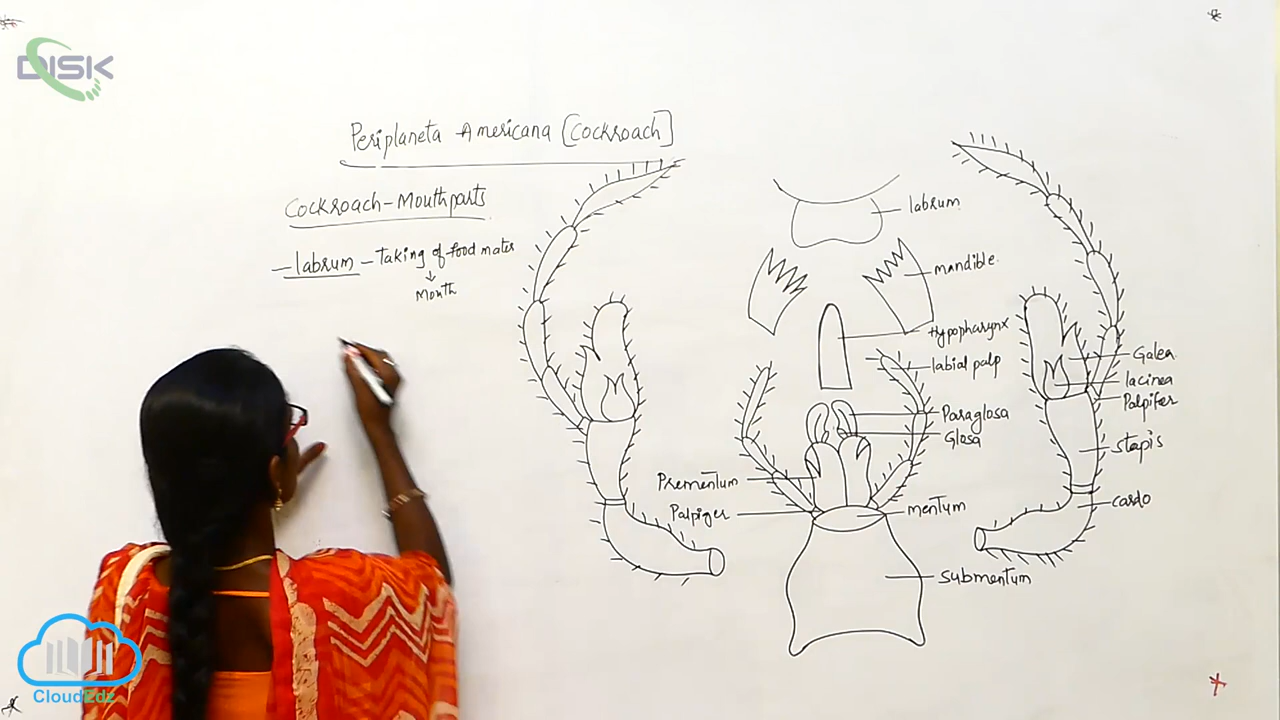 DISK
Periplaneta Americana [Cockroach]
Cockroach-Mouthparts
- labrum - Taking of food mater
↓
Mouth
labrum
mandible
Hypopharynx
labial palp
Galea
lacinea
Palpifer
Paraglosa
Glosa
Stapis
Prementum
Palpiger
mentum
cardo
Submentum
CloudEdz